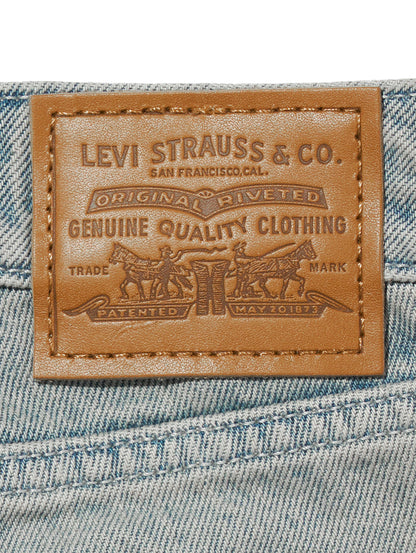 LEVI STRAUSS & CO.
SAN FRANCISCO, CAL.
ORIGINAL RIVETED
GENUINE QUALITY CLOTHING
TRADE MARK
PATENTED MAY 20 1873